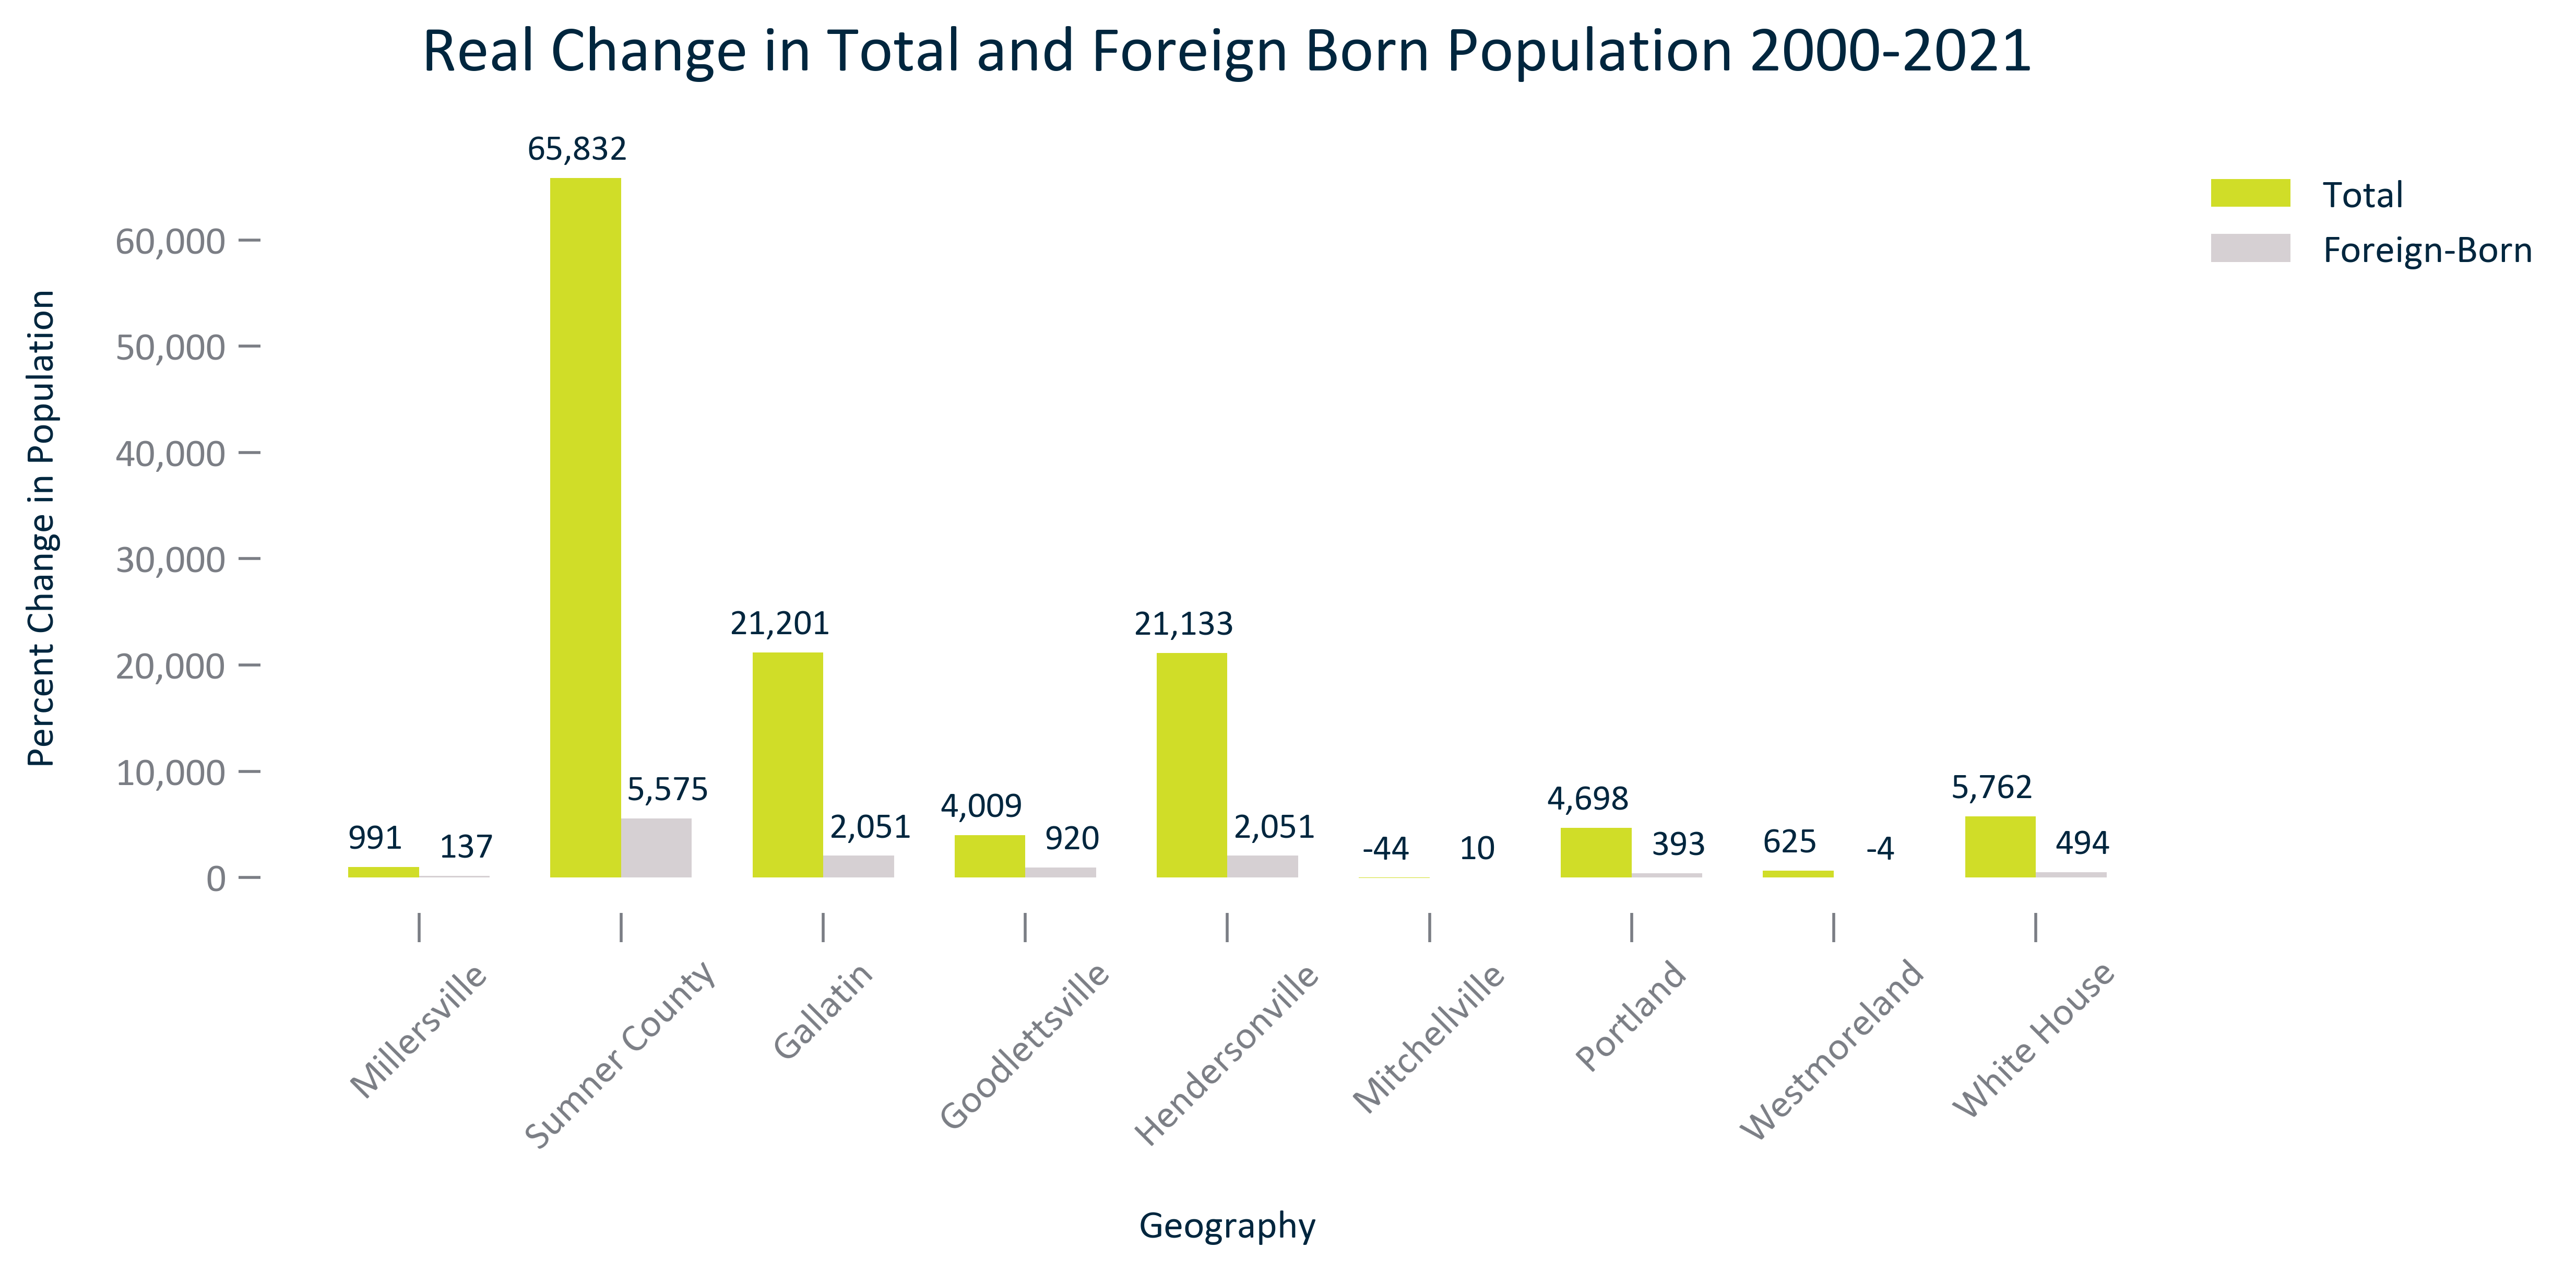 Real Change in Total and Foreign Born Population 2000-2021
Total
Foreign-Born
Percent Change in Population
60,000
50,000
40,000
30,000
20,000
10,000
0
991
137
65,832
5,575
21,201
2,051
4,009
920
21,133
2,051
-44
10
4,698
393
625
-4
5,762
494
Millersville
Sumner County
Gallatin
Goodlettsville
Hendersonville
Mitchellville
Portland
Westmoreland
White House
Geography